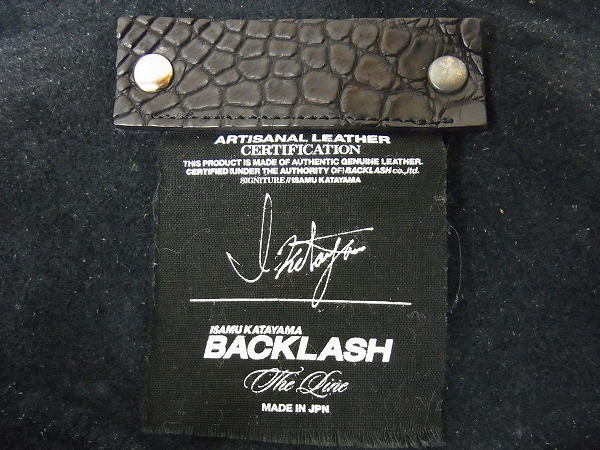 ARTISANAL LEATHER
CERTIFICATION
THIS PRODUCT IS MADE OF AUTHENTIC GENUINE LEATHER.
CERTIFIED(UNDER THE AUTHORITY OF)BACKLASH co.,ltd.
SIGNITURE//ISAMU KATAYAMA
I. Katayama
ISAMU KATAYAMA
BACKLASH
The Line
MADE IN JPN